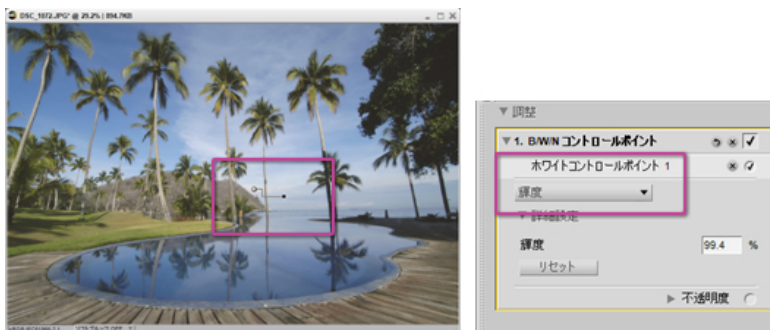 DSC_1072.JPG* @ 29.2% | 894.7KB
▼ 調整
▼ 1. B/W/N コントロールポイント
ホワイトコントロールポイント 1
輝度 ▼
▼ 詳細設定
輝度 99.4 %
リセット
▶ 不透明度